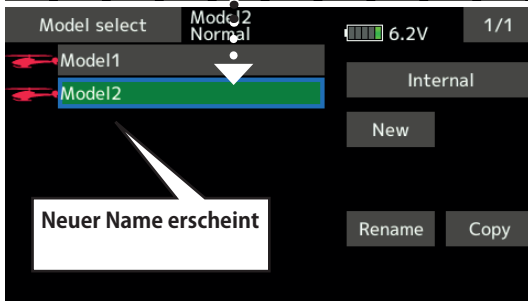 Model select
Model2
Normal
6.2V
1/1
Model1
Model2
Internal
New
Neuer Name erscheint
Rename
Copy